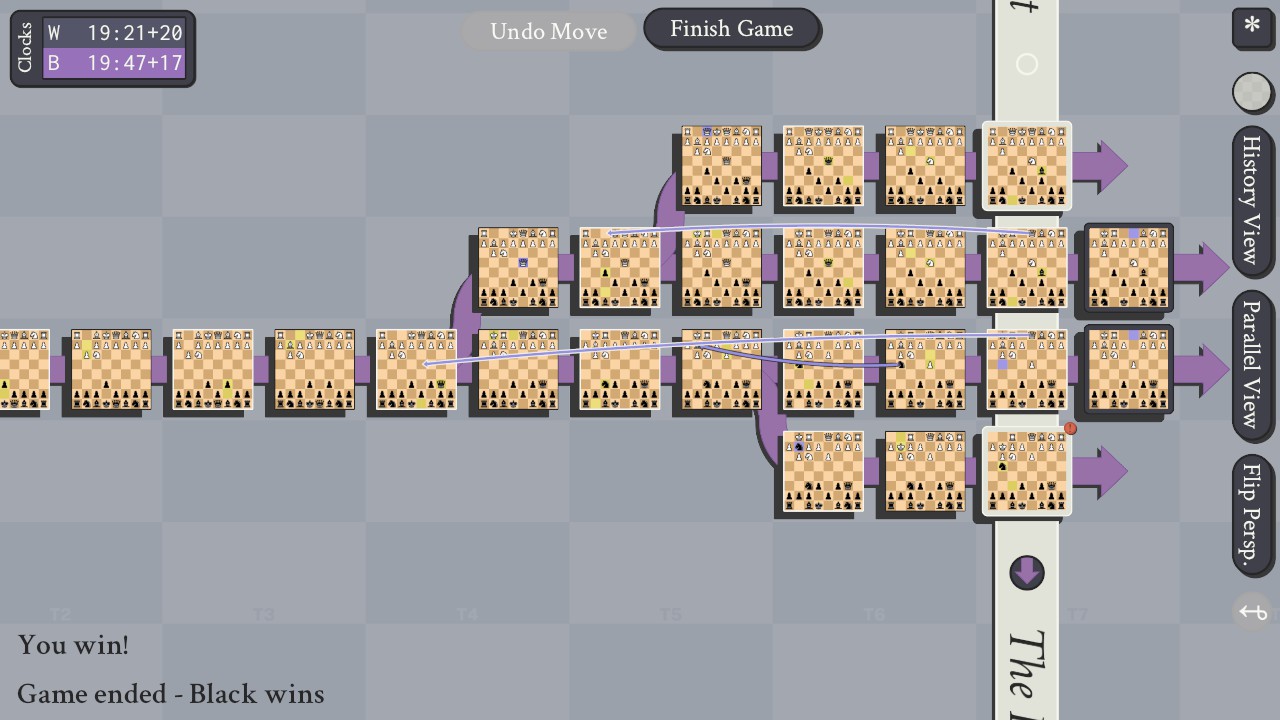 Clocks
W 19:21+20
B 19:47+17
Undo Move
Finish Game
t
*
History View
Parallel View
Flip Persp.
T2
T3
T4
T5
T6
T7
The
You win!
Game ended - Black wins